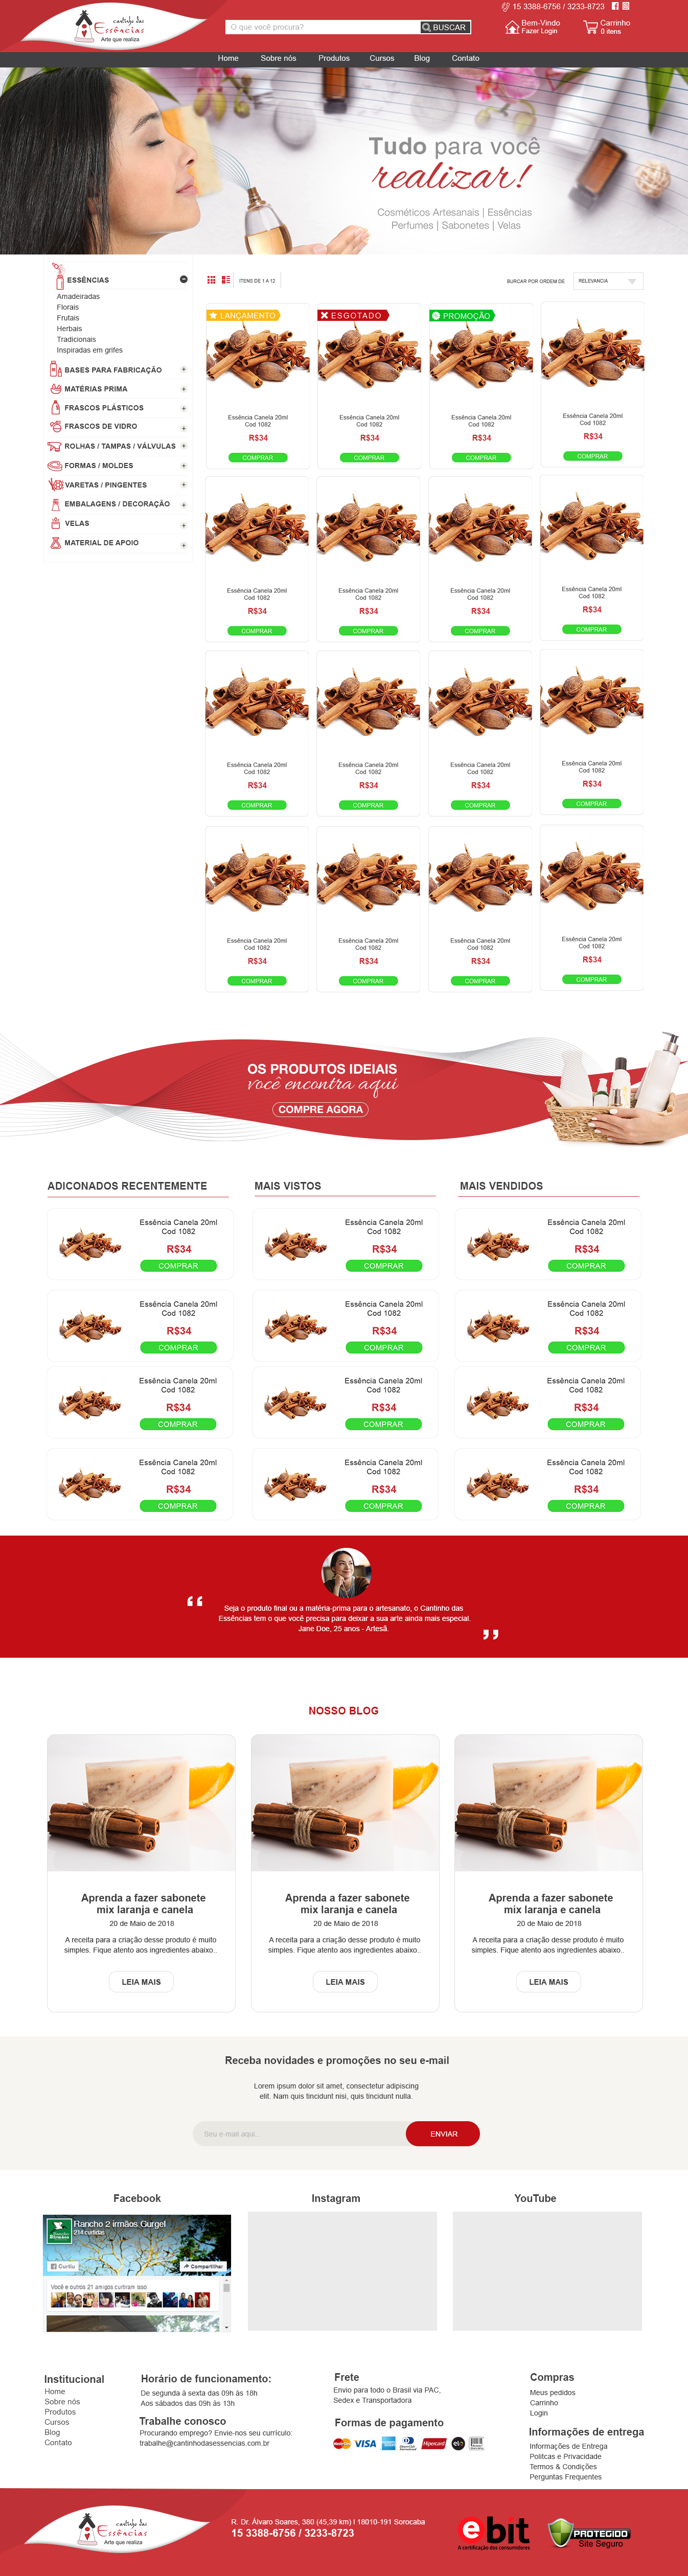 cantinho das
Essências
Arte que realiza
15 3388-6756 / 3233-8723
O que você procura?
BUSCAR
Bem-Vindo
Fazer Login
Carrinho
0 itens
Home Sobre nós Produtos Cursos Blog Contato
Tudo para você
realizar!
Cosméticos Artesanais | Essências
Perfumes | Sabonetes | Velas
ESSÊNCIAS
Amadeiradas
Florais
Frutais
Herbais
Tradicionais
Inspiradas em grifes
BASES PARA FABRICAÇÃO
MATÉRIAS PRIMA
FRASCOS PLÁSTICOS
FRASCOS DE VIDRO
ROLHAS / TAMPAS / VÁLVULAS
FORMAS / MOLDES
VARETAS / PINGENTES
EMBALAGENS / DECORAÇÃO
VELAS
MATERIAL DE APOIO
ITENS DE 1 A 12
BURCAR POR ORDEM DE
RELEVANCIA
LANÇAMENTO ESGOTADO PROMOÇÃO
Essência Canela 20ml Essência Canela 20ml Essência Canela 20ml Essência Canela 20ml
Cod 1082 Cod 1082 Cod 1082 Cod 1082
R$34 R$34 R$34 R$34
COMPRAR COMPRAR COMPRAR COMPRAR
Essência Canela 20ml Essência Canela 20ml Essência Canela 20ml Essência Canela 20ml
Cod 1082 Cod 1082 Cod 1082 Cod 1082
R$34 R$34 R$34 R$34
COMPRAR COMPRAR COMPRAR COMPRAR
Essência Canela 20ml Essência Canela 20ml Essência Canela 20ml Essência Canela 20ml
Cod 1082 Cod 1082 Cod 1082 Cod 1082
R$34 R$34 R$34 R$34
COMPRAR COMPRAR COMPRAR COMPRAR
Essência Canela 20ml Essência Canela 20ml Essência Canela 20ml Essência Canela 20ml
Cod 1082 Cod 1082 Cod 1082 Cod 1082
R$34 R$34 R$34 R$34
COMPRAR COMPRAR COMPRAR COMPRAR
OS PRODUTOS IDEIAIS
você encontra aqui
COMPRE AGORA
ADICONADOS RECENTEMENTE MAIS VISTOS MAIS VENDIDOS
Essência Canela 20ml Essência Canela 20ml Essência Canela 20ml
Cod 1082 Cod 1082 Cod 1082
R$34 R$34 R$34
COMPRAR COMPRAR COMPRAR
Essência Canela 20ml Essência Canela 20ml Essência Canela 20ml
Cod 1082 Cod 1082 Cod 1082
R$34 R$34 R$34
COMPRAR COMPRAR COMPRAR
Essência Canela 20ml Essência Canela 20ml Essência Canela 20ml
Cod 1082 Cod 1082 Cod 1082
R$34 R$34 R$34
COMPRAR COMPRAR COMPRAR
Essência Canela 20ml Essência Canela 20ml Essência Canela 20ml
Cod 1082 Cod 1082 Cod 1082
R$34 R$34 R$34
COMPRAR COMPRAR COMPRAR
Seja o produto final ou a matéria-prima para o artesanato, o Cantinho das
Essências tem o que você precisa para deixar a sua arte ainda mais especial.
Jane Doe, 25 anos - Artesã.
NOSSO BLOG
Aprenda a fazer sabonete Aprenda a fazer sabonete Aprenda a fazer sabonete
mix laranja e canela mix laranja e canela mix laranja e canela
20 de Maio de 2018 20 de Maio de 2018 20 de Maio de 2018
A receita para a criação desse produto é muito A receita para a criação desse produto é muito A receita para a criação desse produto é muito
simples. Fique atento aos ingredientes abaixo.. simples. Fique atento aos ingredientes abaixo.. simples. Fique atento aos ingredientes abaixo..
LEIA MAIS LEIA MAIS LEIA MAIS
Receba novidades e promoções no seu e-mail
Lorem ipsum dolor sit amet, consectetur adipiscing
elit. Nam quis tincidunt nisi, quis tincidunt nulla.
Seu e-mail aqui...
ENVIAR
Facebook Instagram YouTube
Rancho 2 irmãos Gurgel
214 curtidas
Curtiu
Compartilhar
Você e outros 21 amigos curtiram isso
Institucional
Home
Sobre nós
Produtos
Cursos
Blog
Contato
Horário de funcionamento:
De segunda à sexta das 09h ás 18h
Aos sábados das 09h ás 13h
Trabalhe conosco
Procurando emprego? Envie-nos seu currículo:
trabalhe@cantinhodasessencias.com.br
Frete
Envio para todo o Brasil via PAC,
Sedex e Transportadora
Formas de pagamento
MasterCard VISA Hipercard elo
Compras
Meus pedidos
Carrinho
Login
Informações de entrega
Informações de Entrega
Politcas e Privacidade
Termos & Condições
Perguntas Frequentes
cantinho das
Essências
Arte que realiza
R. Dr. Álvaro Soares, 380 (45,39 km) I 18010-191 Sorocaba
15 3388-6756 / 3233-8723
ebit
A certificação dos consumidores
PROTEGIDO
Site Seguro